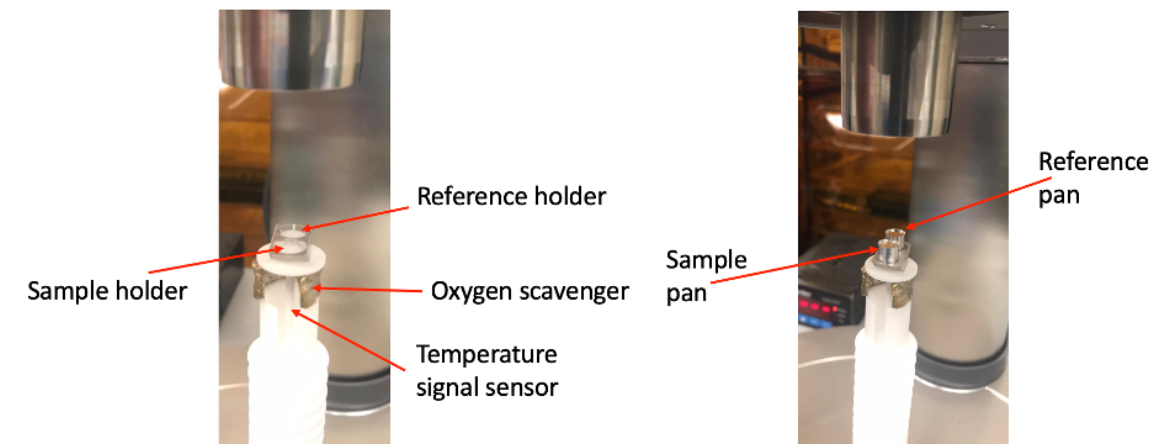 Reference holder
Sample holder
Oxygen scavenger
Temperature
signal sensor
Reference
pan
Sample
pan